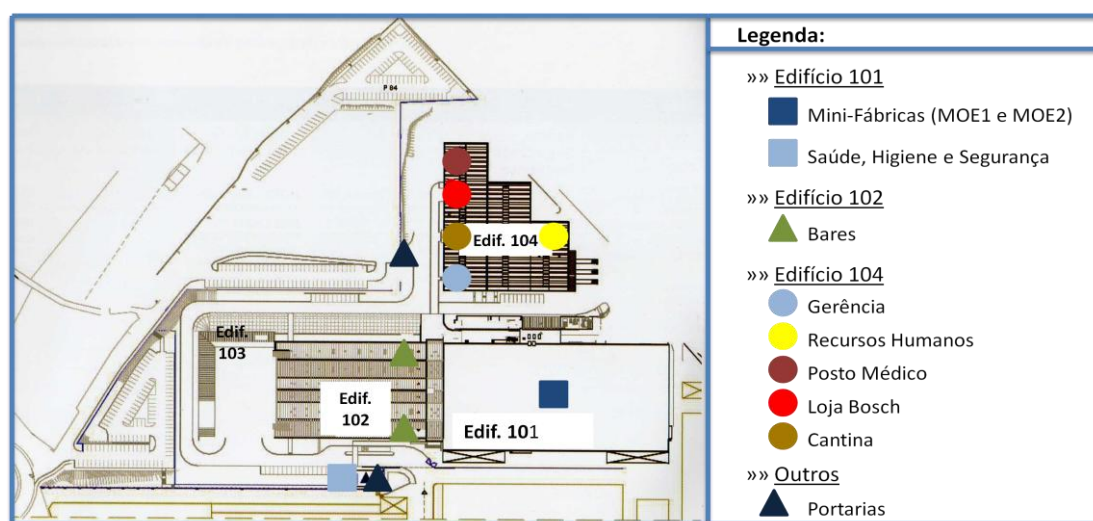 P 84
Edif. 104
Edif.
103
Edif.
102
Edif. 101
Legenda:
»» Edifício 101
Mini-Fábricas (MOE1 e MOE2)
Saúde, Higiene e Segurança
»» Edifício 102
Bares
»» Edifício 104
Gerência
Recursos Humanos
Posto Médico
Loja Bosch
Cantina
»» Outros
Portarias